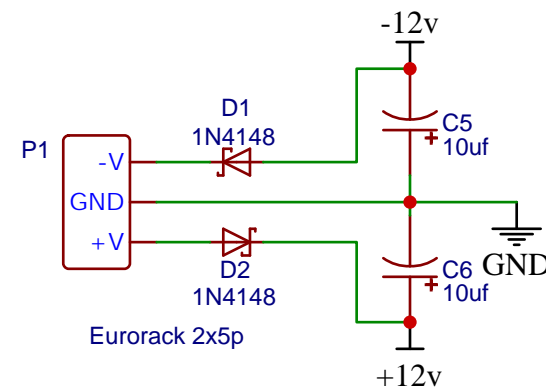 -12v
D1
1N4148
C5
10uf
P1
-V
GND
+V
+
D2
1N4148
C6
10uf
+
GND
Eurorack 2x5p
+12v